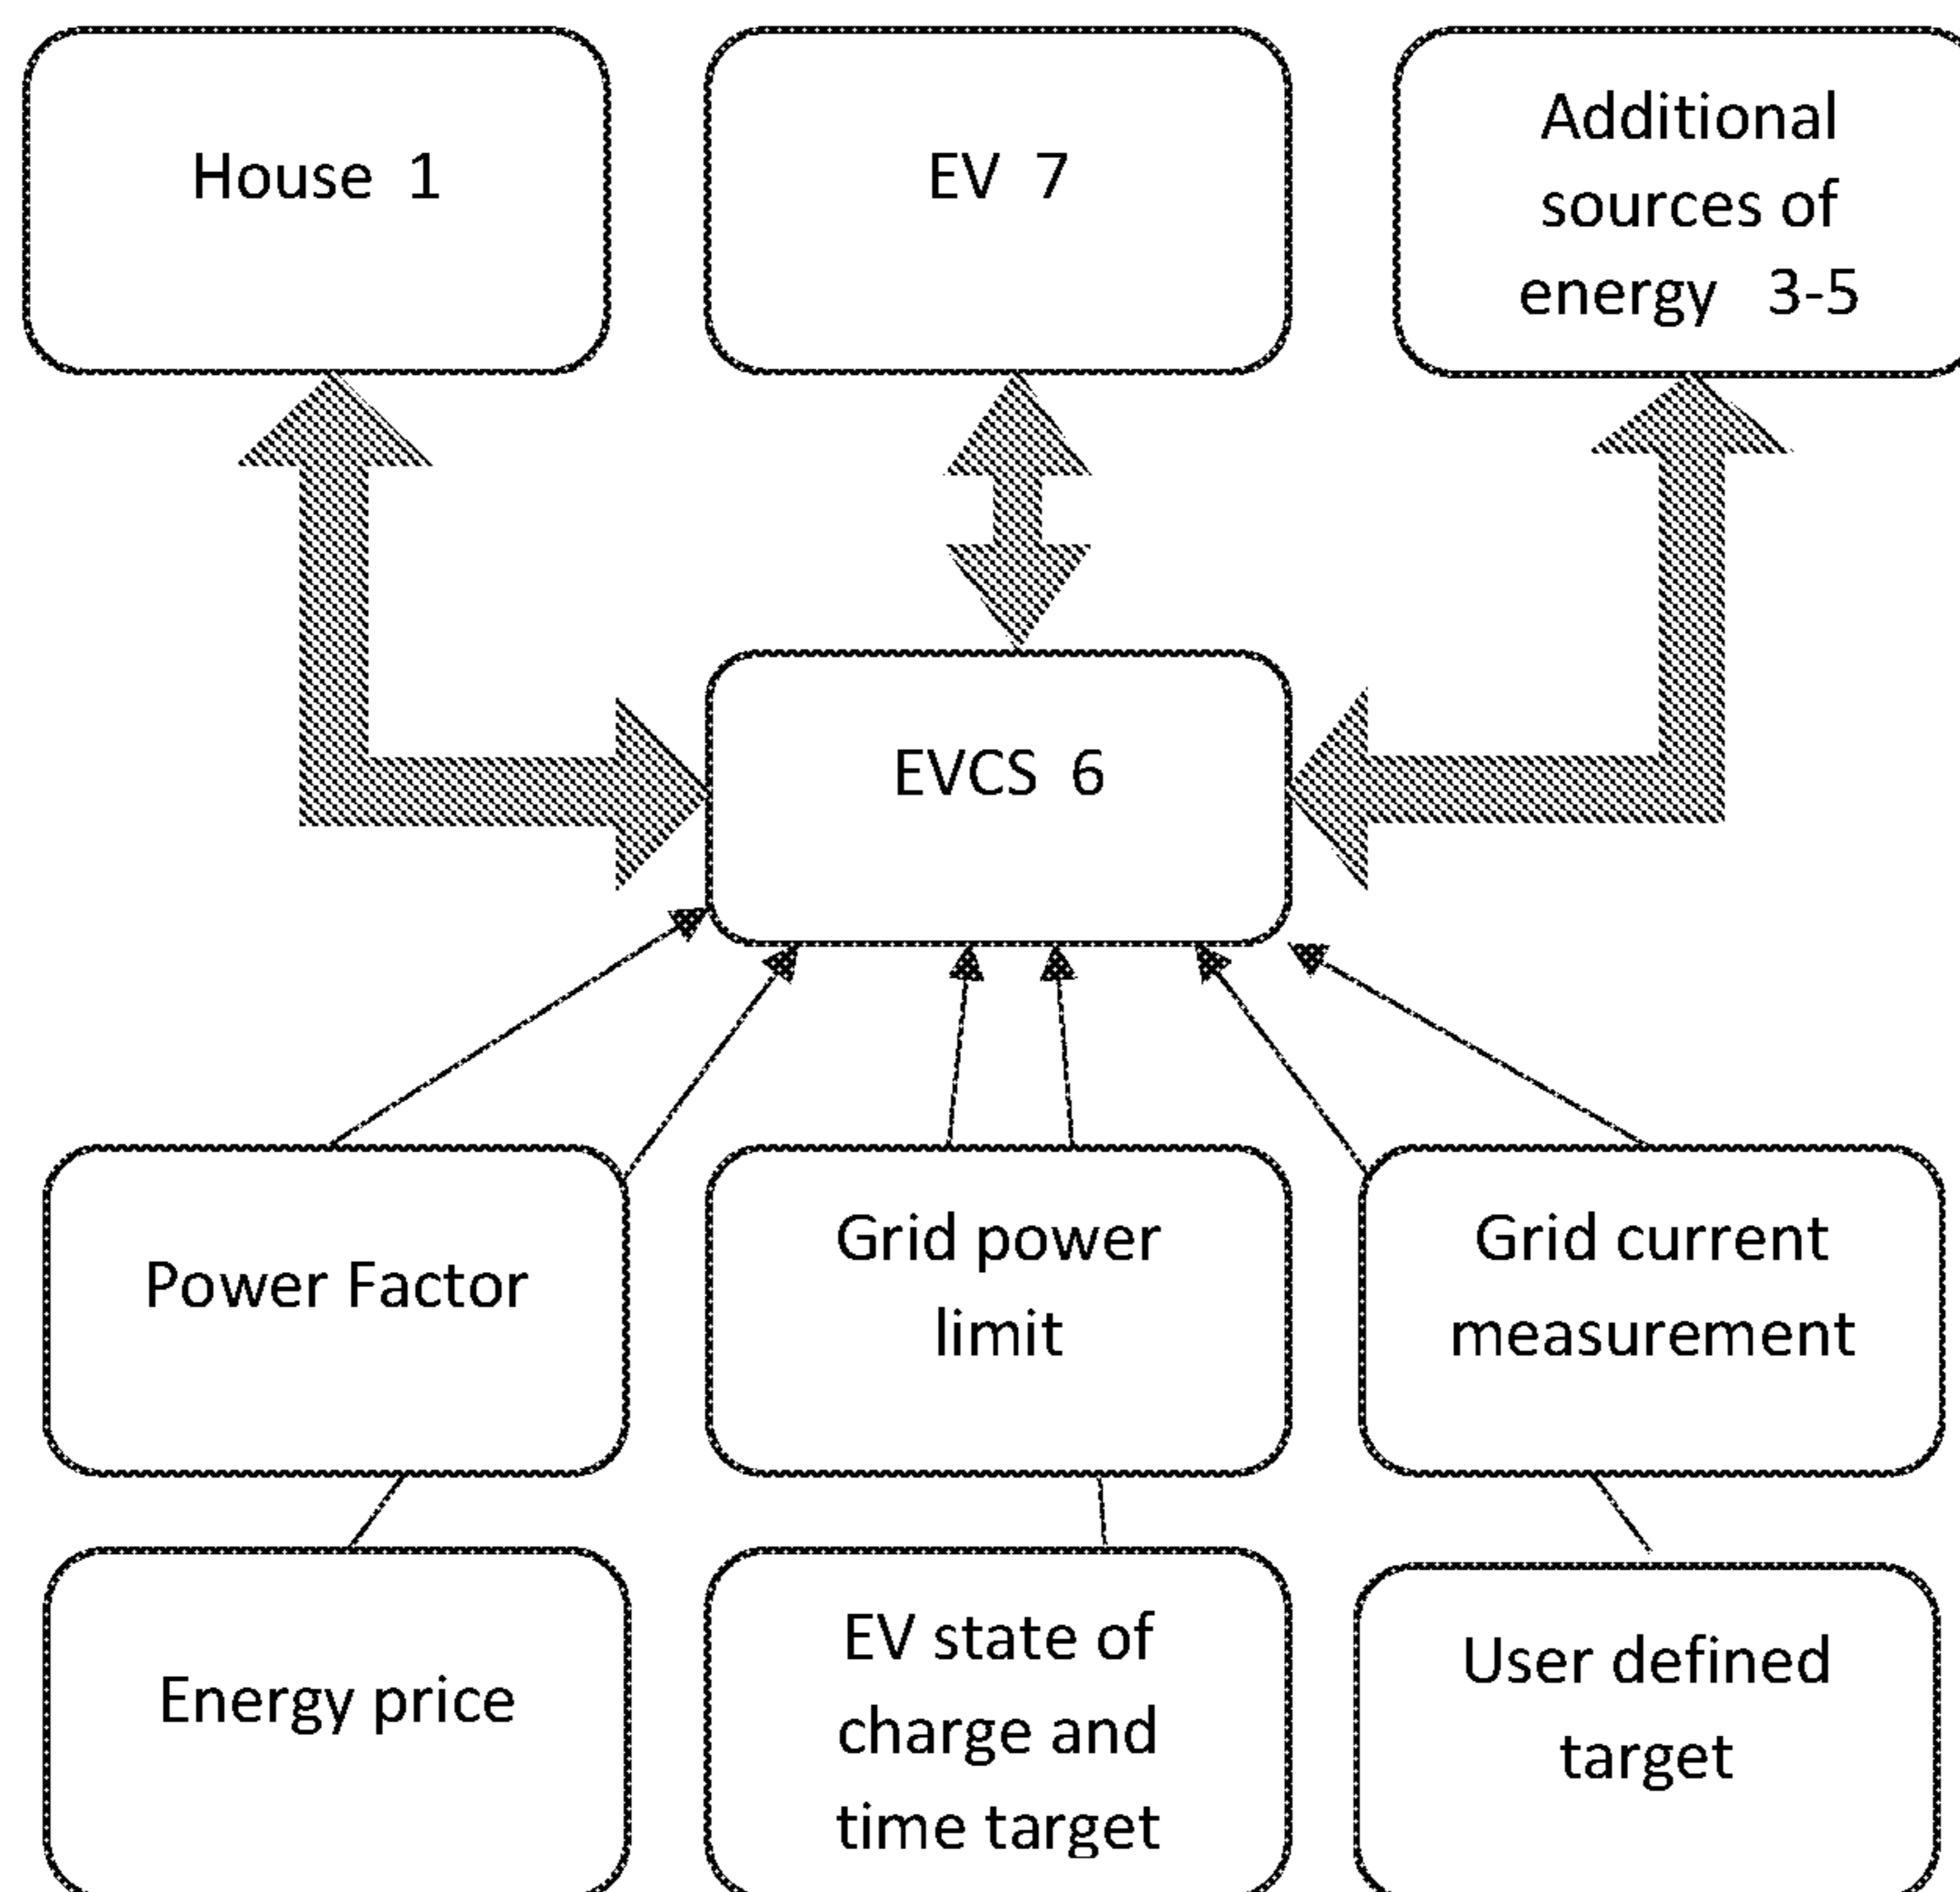 House 1
EV 7
Additional
sources of
energy 3-5
EVCS 6
Power Factor
Grid power
limit
Grid current
measurement
Energy price
EV state of
charge and
time target
User defined
target